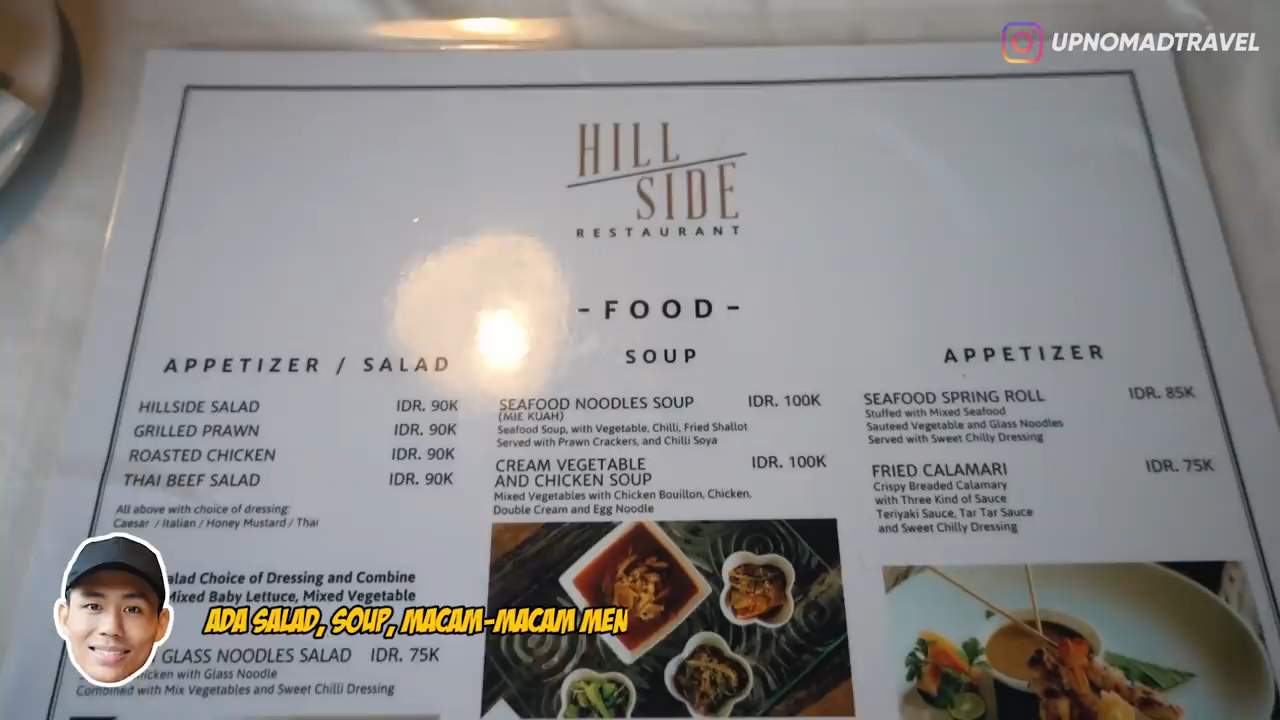 UPNOMADTRAVEL
HILL
SIDE
RESTAURANT
-FOOD-
APPETIZER / SALAD
HILLSIDE SALAD IDR. 90K
GRILLED PRAWN IDR. 90K
ROASTED CHICKEN IDR. 90K
THAI BEEF SALAD IDR. 90K
All above with choice of dressing:
Caesar / Italian / Honey Mustard / Thai
alad Choice of Dressing and Combine
Mixed Baby Lettuce, Mixed Vegetable
GLASS NOODLES SALAD IDR. 75K
icken with Glass Noodle
Combined with Mix Vegetables and Sweet Chilli Dressing
SOUP
SEAFOOD NOODLES SOUP IDR. 100K
(MIE KUAH)
Seafood Soup, with Vegetable, Chilli, Fried Shallot
Served with Prawn Crackers, and Chilli Soya
CREAM VEGETABLE IDR. 100K
AND CHICKEN SOUP
Mixed Vegetables with Chicken Bouillon, Chicken,
Double Cream and Egg Noodle
APPETIZER
SEAFOOD SPRING ROLL IDR. 85K
Stuffed with Mixed Seafood
Sauteed Vegetable and Glass Noodles
Served with Sweet Chilly Dressing
FRIED CALAMARI IDR. 75K
Crispy Breaded Calamary
with Three Kind of Sauce
Teriyaki Sauce, Tar Tar Sauce
and Sweet Chilly Dressing
ADA SALAD, SOUP, MACAM-MACAM MEN